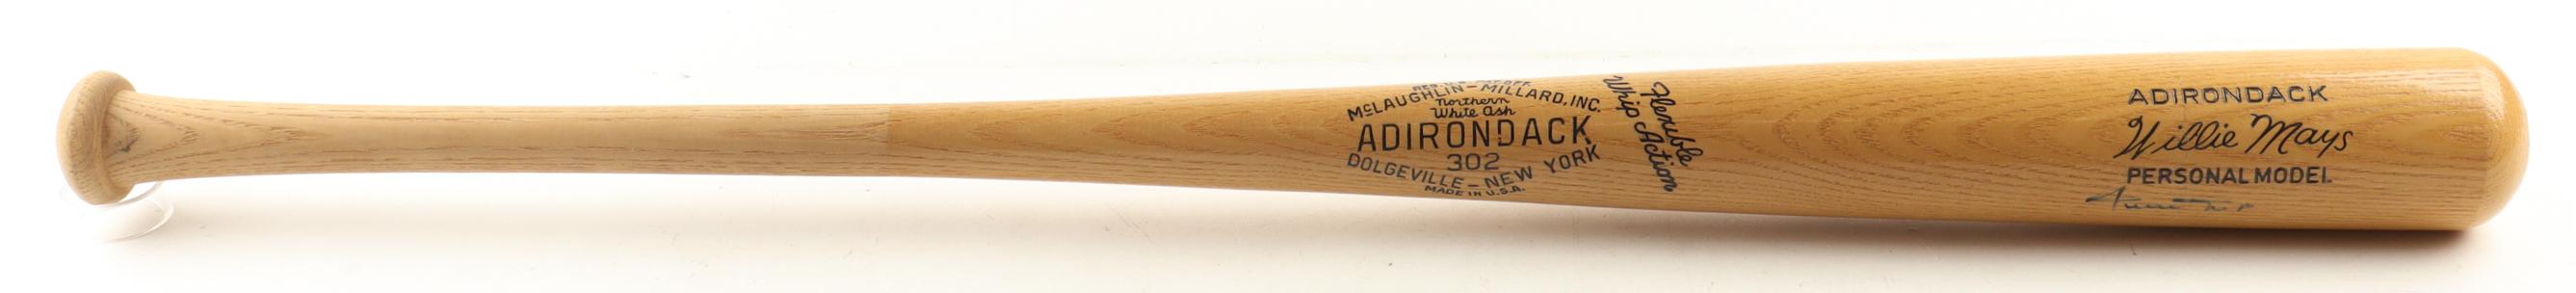 McLAUGHLIN-MILLARD, INC.
Northern
White Ash
ADIRONDACK
302
DOLGEVILLE-NEW YORK
MADE IN U.S.A.
Flexible
Whip Action
ADIRONDACK
Willie Mays
PERSONAL MODEL